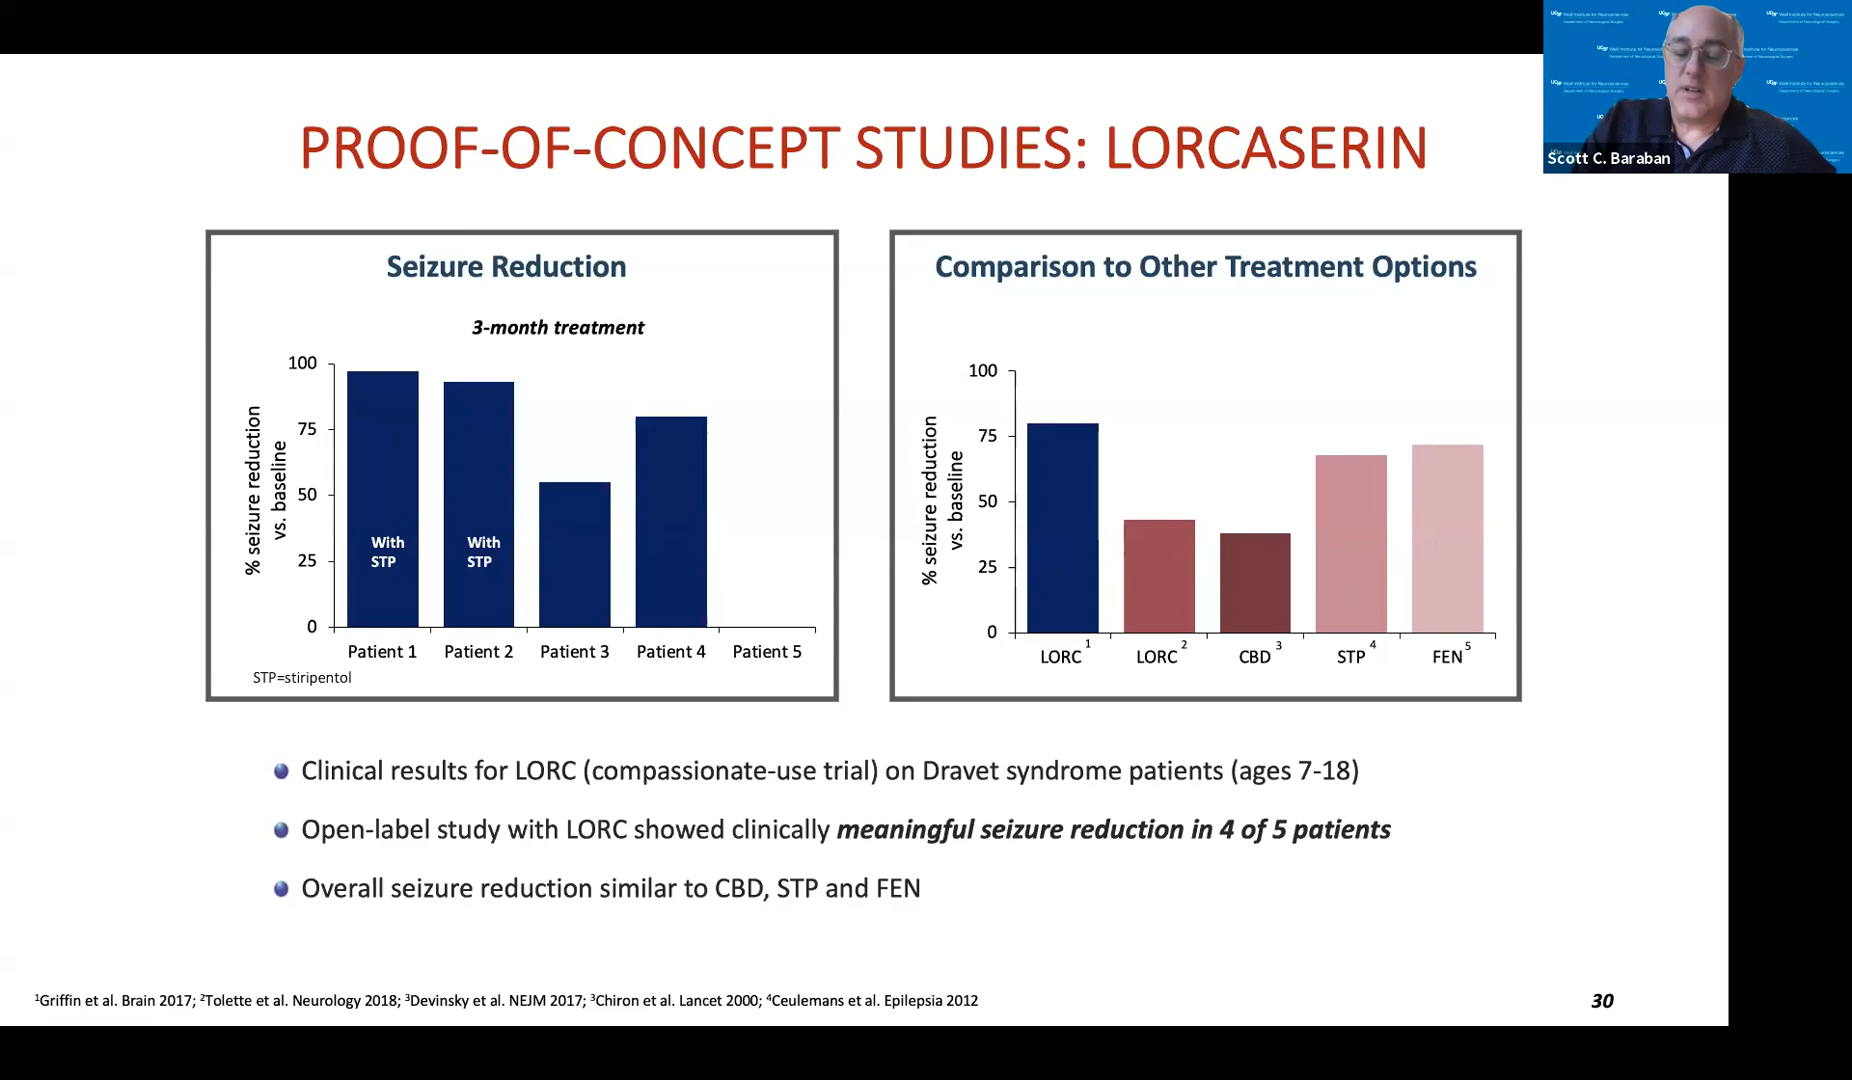 PROOF-OF-CONCEPT STUDIES: LORCASERIN
Scott C. Baraban
Seizure Reduction
3-month treatment
% seizure reduction
vs. baseline
100
75
50
25
0
With
STP
With
STP
Patient 1
Patient 2
Patient 3
Patient 4
Patient 5
STP=stiripentol
Comparison to Other Treatment Options
% seizure reduction
vs. baseline
100
75
50
25
0
LORC 1
LORC 2
CBD 3
STP 4
FEN 5
Clinical results for LORC (compassionate-use trial) on Dravet syndrome patients (ages 7-18)
Open-label study with LORC showed clinically meaningful seizure reduction in 4 of 5 patients
Overall seizure reduction similar to CBD, STP and FEN
1Griffin et al. Brain 2017; 2Tolette et al. Neurology 2018; 3Devinsky et al. NEJM 2017; 3Chiron et al. Lancet 2000; 4Ceulemans et al. Epilepsia 2012
30